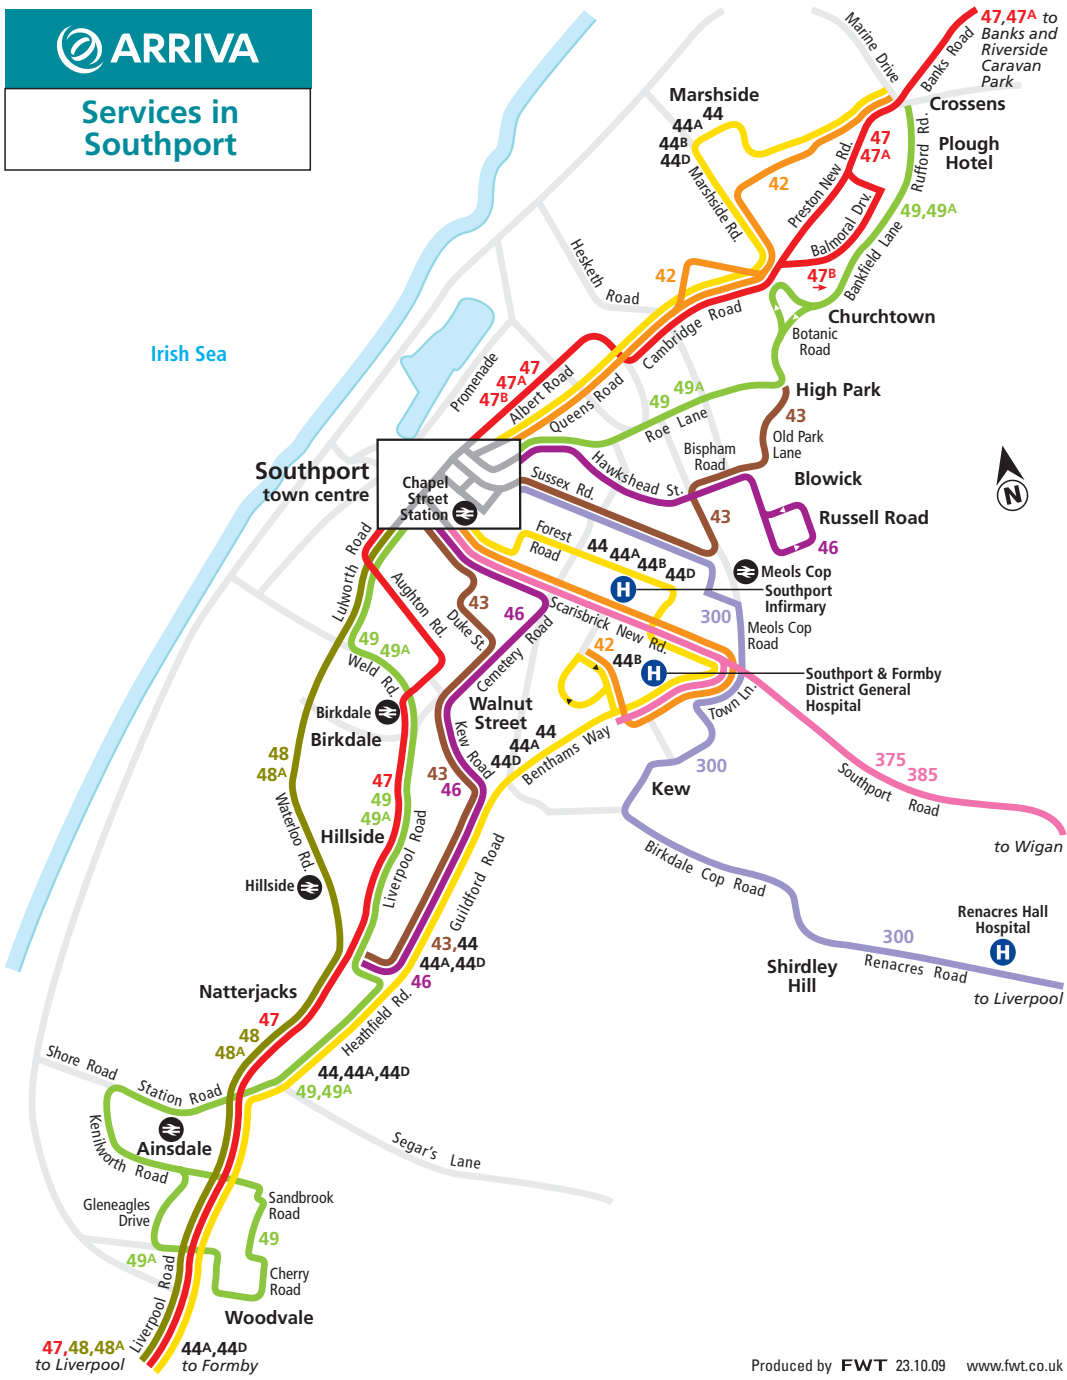 ARRIVA
Services in
Southport
47,47A to
Banks and
Riverside
Caravan
Park
Marine Drive
Banks Road
Crossens
Marshside
44
44A
44B
44D
Marshside Rd.
42
47
47A
Preston New Rd.
Rufford Rd.
Plough
Hotel
49,49A
Balmoral Drv.
Bankfield Lane
47B
Hesketh Road
42
Cambridge Road
Churchtown
Botanic
Road
Irish Sea
Promenade
47
47A
47B
Albert Road
Queens Road
49A
49
Roe Lane
High Park
43
Old Park
Lane
Bispham
Road
Blowick
Hawkshead St.
Sussex Rd.
Southport
town centre
Chapel
Street
Station
43
Russell Road
46
N
Forest
Road
44
44A
44B
44D
Meols Cop
Southport
Infirmary
Lulworth Road
Aughton Rd.
43
Duke St.
46
Cemetery Road
Scarisbrick New Rd.
300
Meols Cop
Road
49
49A
Weld Rd.
42
44B
Southport & Formby
District General
Hospital
Town Ln.
Birkdale
Birkdale
Walnut
Street
44
44A
44D
Benthams Way
Kew Road
48
48A
47
49
49A
43
46
300
Kew
375
385
Southport Road
to Wigan
Waterloo Rd.
Hillside
Liverpool Road
Guildford Road
Birkdale Cop Road
Hillside
Renacres Hall
Hospital
300
Renacres Road
Shirdley
Hill
to Liverpool
43,44
44A,44D
46
Natterjacks
47
48
48A
Heathfield Rd.
44,44A,44D
49,49A
Shore Road
Station Road
Ainsdale
Kenilworth Road
Segar's Lane
Gleneagles
Drive
Sandbrook
Road
49
49A
Cherry
Road
Liverpool Road
Woodvale
47,48,48A
to Liverpool
44A,44D
to Formby
Produced by FWT 23.10.09 www.fwt.co.uk